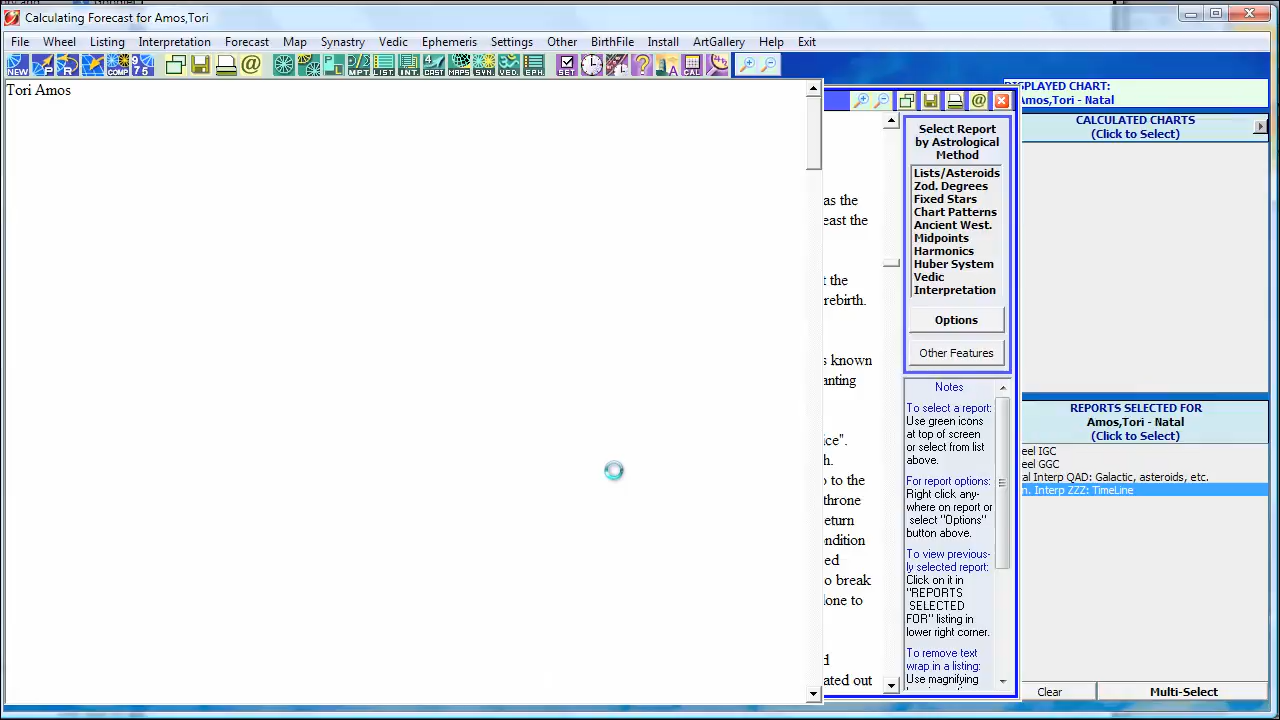 Calculating Forecast for Amos,Tori
File Wheel Listing Interpretation Forecast Map Synastry Vedic Ephemeris Settings Other BirthFile Install ArtGallery Help Exit
Tori Amos
DISPLAYED CHART:
Amos,Tori - Natal
CALCULATED CHARTS
(Click to Select)
Select Report
by Astrological
Method
Lists/Asteroids
Zod. Degrees
Fixed Stars
Chart Patterns
Ancient West.
Midpoints
Harmonics
Huber System
Vedic
Interpretation
Options
Other Features
as the
east the
t the
rebirth.
s known
anting
ice".
h.
o to the
throne
eturn
ondition
ed
o break
lone to
d
ated out
Notes
To select a report:
Use green icons
at top of screen
or select from list
above.
For report options:
Right click any-
where on report or
select "Options"
button above.
To view previous-
ly selected report:
Click on it in
"REPORTS
SELECTED
FOR" listing in
lower right corner.
To remove text
wrap in a listing:
Use magnifying
REPORTS SELECTED FOR
Amos,Tori - Natal
(Click to Select)
eel IGC
eel GGC
al Interp QAD: Galactic, asteroids, etc.
n. Interp ZZZ: TimeLine
Clear
Multi-Select